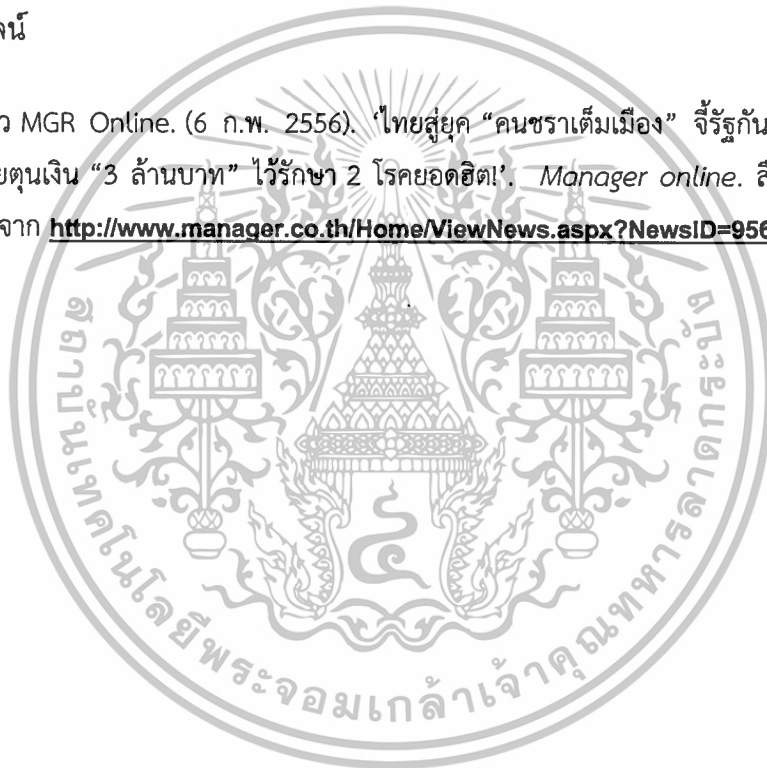 ว MGR Online. (6 ก.พ. 2556). ‘ไทยสู่ยุค “คนชราเต็มเมือง” จี้รัฐกัน
ยตุนเงิน “3 ล้านบาท” ไว้รักษา 2 โรคยอดฮิต!’. Manager online. สื
จาก http://www.manager.co.th/Home/ViewNews.aspx?NewsID=956
สถาบันเทคโนโลยีพระจอมเกล้าเจ้าคุณทหารลาดกระบัง
๔